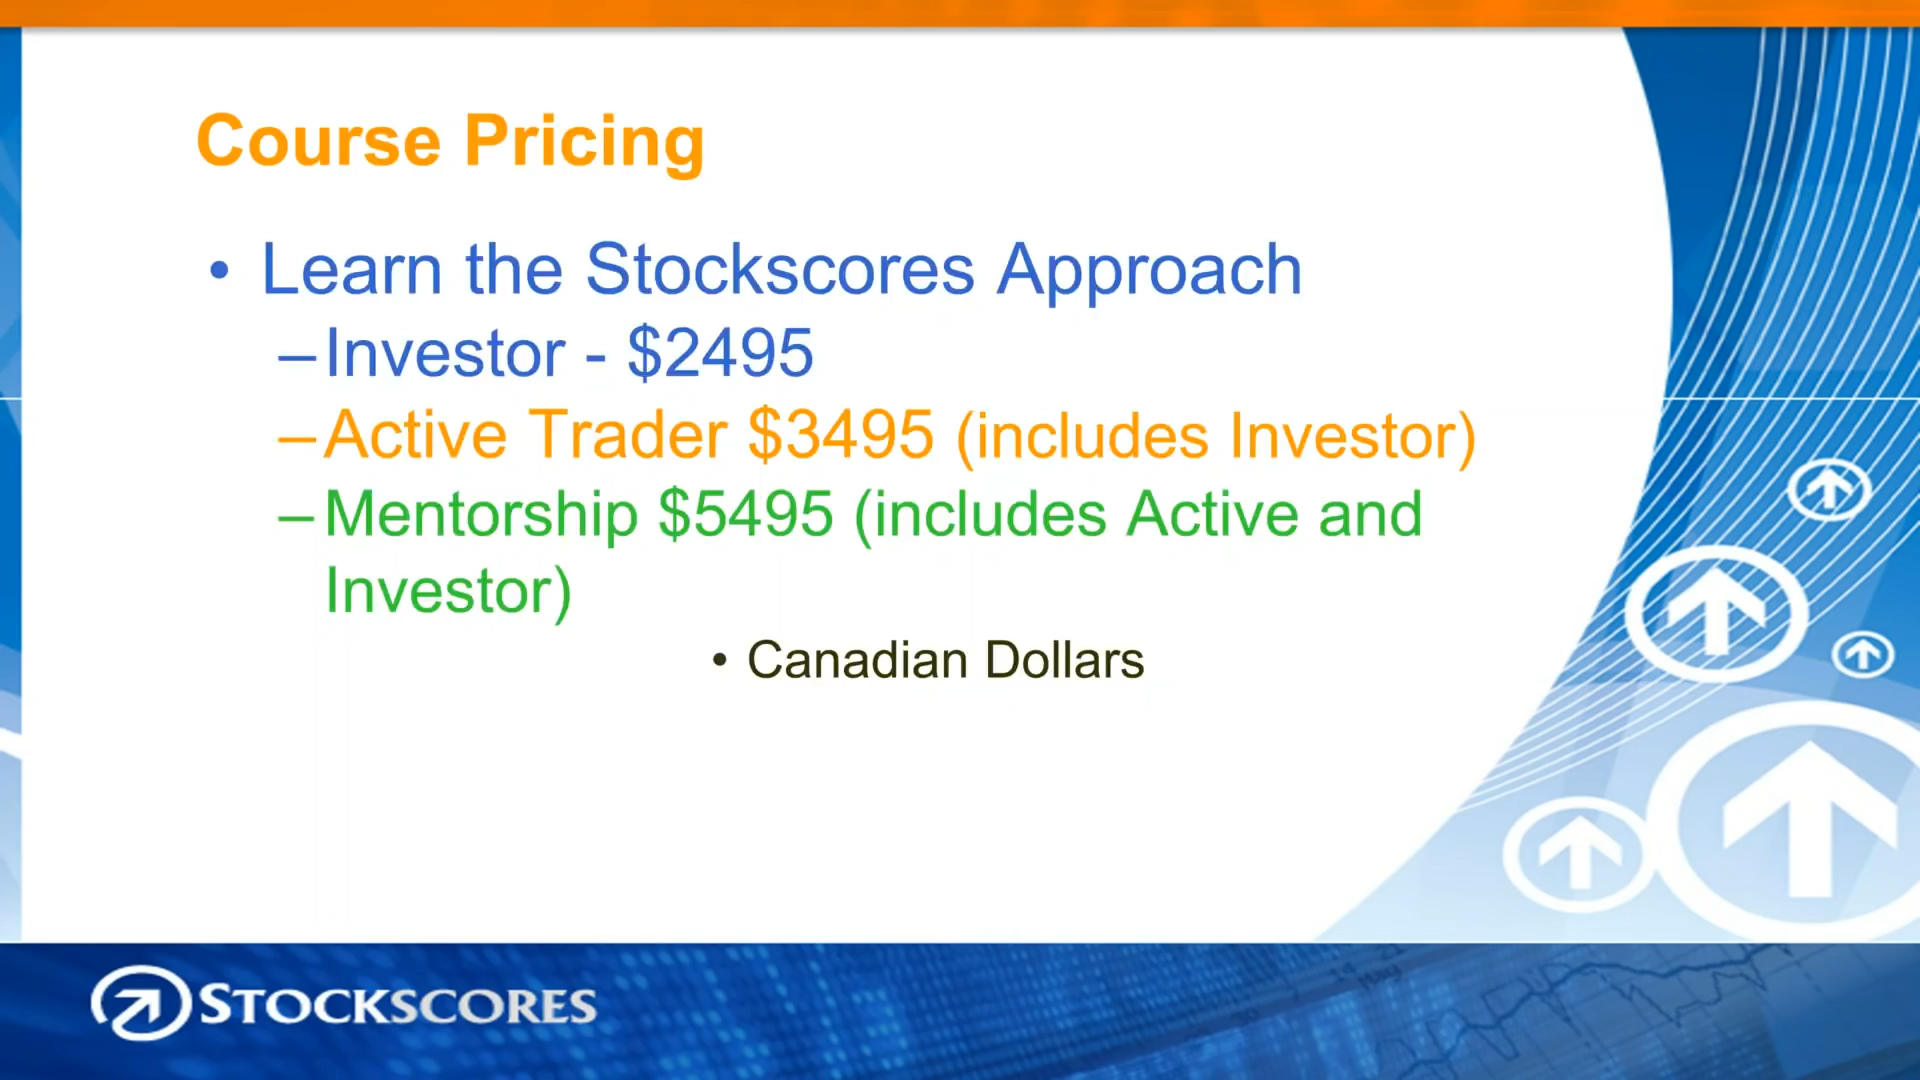 Course Pricing
• Learn the Stockscores Approach
–Investor - $2495
–Active Trader $3495 (includes Investor)
–Mentorship $5495 (includes Active and
Investor)
• Canadian Dollars
STOCKSCORES